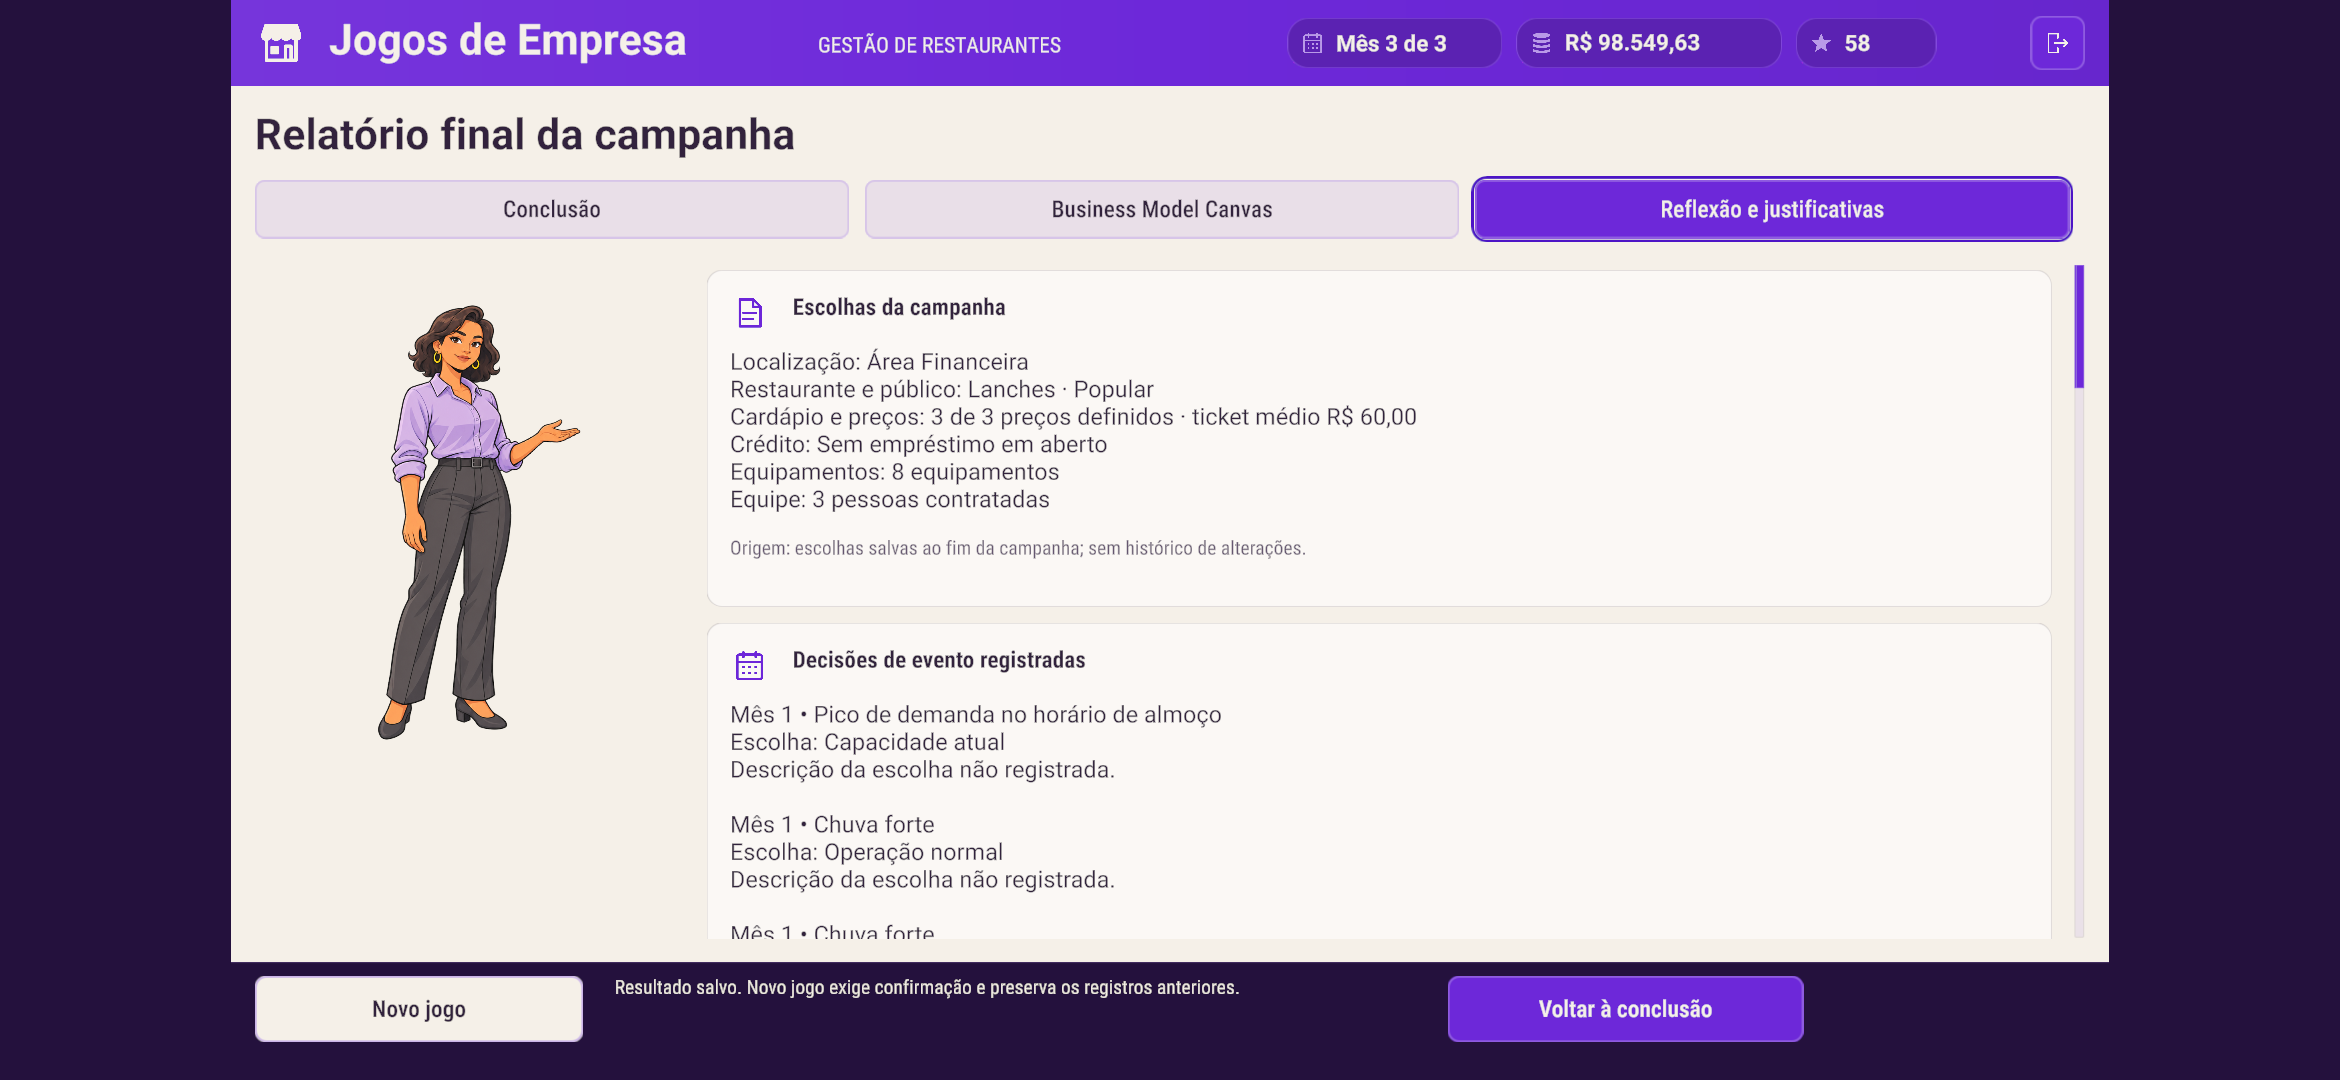 Jogos de Empresa
GESTÃO DE RESTAURANTES
Mês 3 de 3
R$ 98.549,63
58
Relatório final da campanha
Conclusão
Business Model Canvas
Reflexão e justificativas
Escolhas da campanha
Localização: Área Financeira
Restaurante e público: Lanches · Popular
Cardápio e preços: 3 de 3 preços definidos · ticket médio R$ 60,00
Crédito: Sem empréstimo em aberto
Equipamentos: 8 equipamentos
Equipe: 3 pessoas contratadas
Origem: escolhas salvas ao fim da campanha; sem histórico de alterações.
Decisões de evento registradas
Mês 1 • Pico de demanda no horário de almoço
Escolha: Capacidade atual
Descrição da escolha não registrada.
Mês 1 • Chuva forte
Escolha: Operação normal
Descrição da escolha não registrada.
Mês 1 • Chuva forte
Novo jogo
Resultado salvo. Novo jogo exige confirmação e preserva os registros anteriores.
Voltar à conclusão